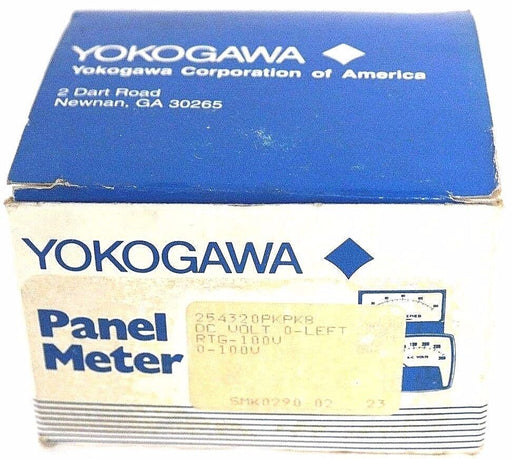 YOKOGAWA
Yokogawa Corporation of America
2 Dart Road
Newnan, GA 30265
YOKOGAWA
Panel
Meter
254320PKPK8
DC VOLT 0-LEFT
RTG-100V
0-100V
SMK0290 02 23
A-C VOLTS